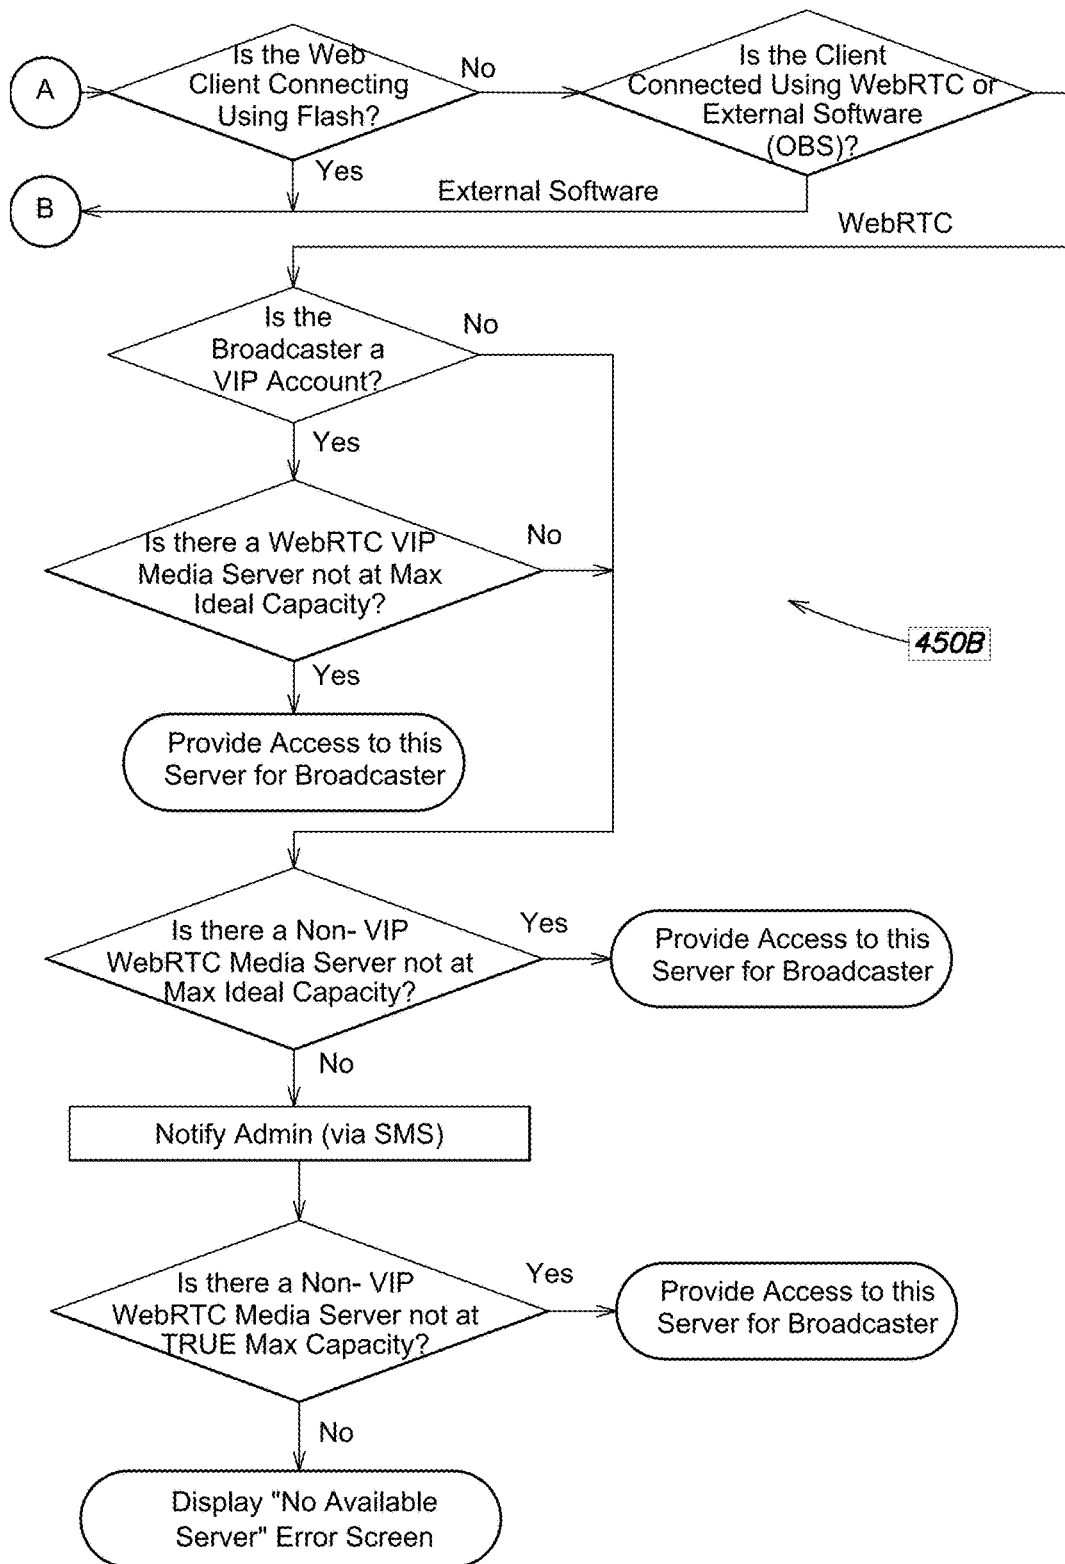 A
Is the Web
Client Connecting
Using Flash?
No
Is the Client
Connected Using WebRTC or
External Software
(OBS)?
Yes
B
External Software
WebRTC
Is the
Broadcaster a
VIP Account?
No
Yes
Is there a WebRTC VIP
Media Server not at Max
Ideal Capacity?
No
450B
Yes
Provide Access to this
Server for Broadcaster
Is there a Non- VIP
WebRTC Media Server not at
Max Ideal Capacity?
Yes
Provide Access to this
Server for Broadcaster
No
Notify Admin (via SMS)
Is there a Non- VIP
WebRTC Media Server not at
TRUE Max Capacity?
Yes
Provide Access to this
Server for Broadcaster
No
Display "No Available
Server" Error Screen